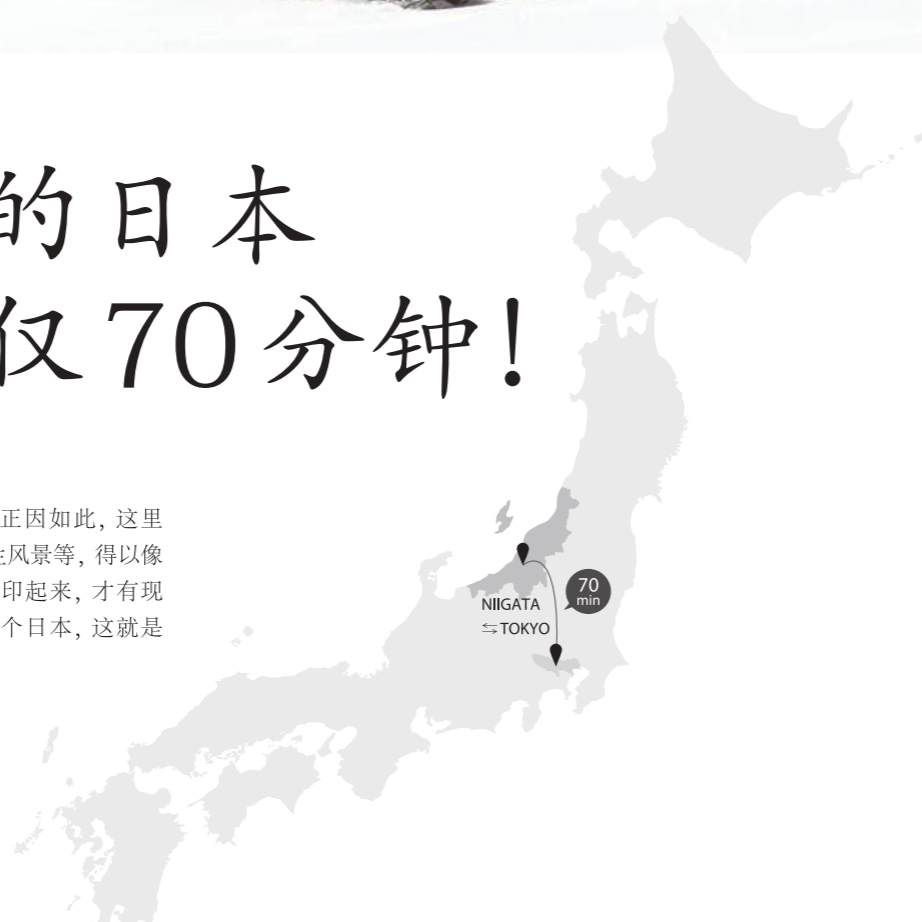 的日本
仅70分钟!
正因如此, 这里
风景等, 得以像
印起来, 才有现
个日本, 这就是
70
min
NIIGATA
⇆TOKYO